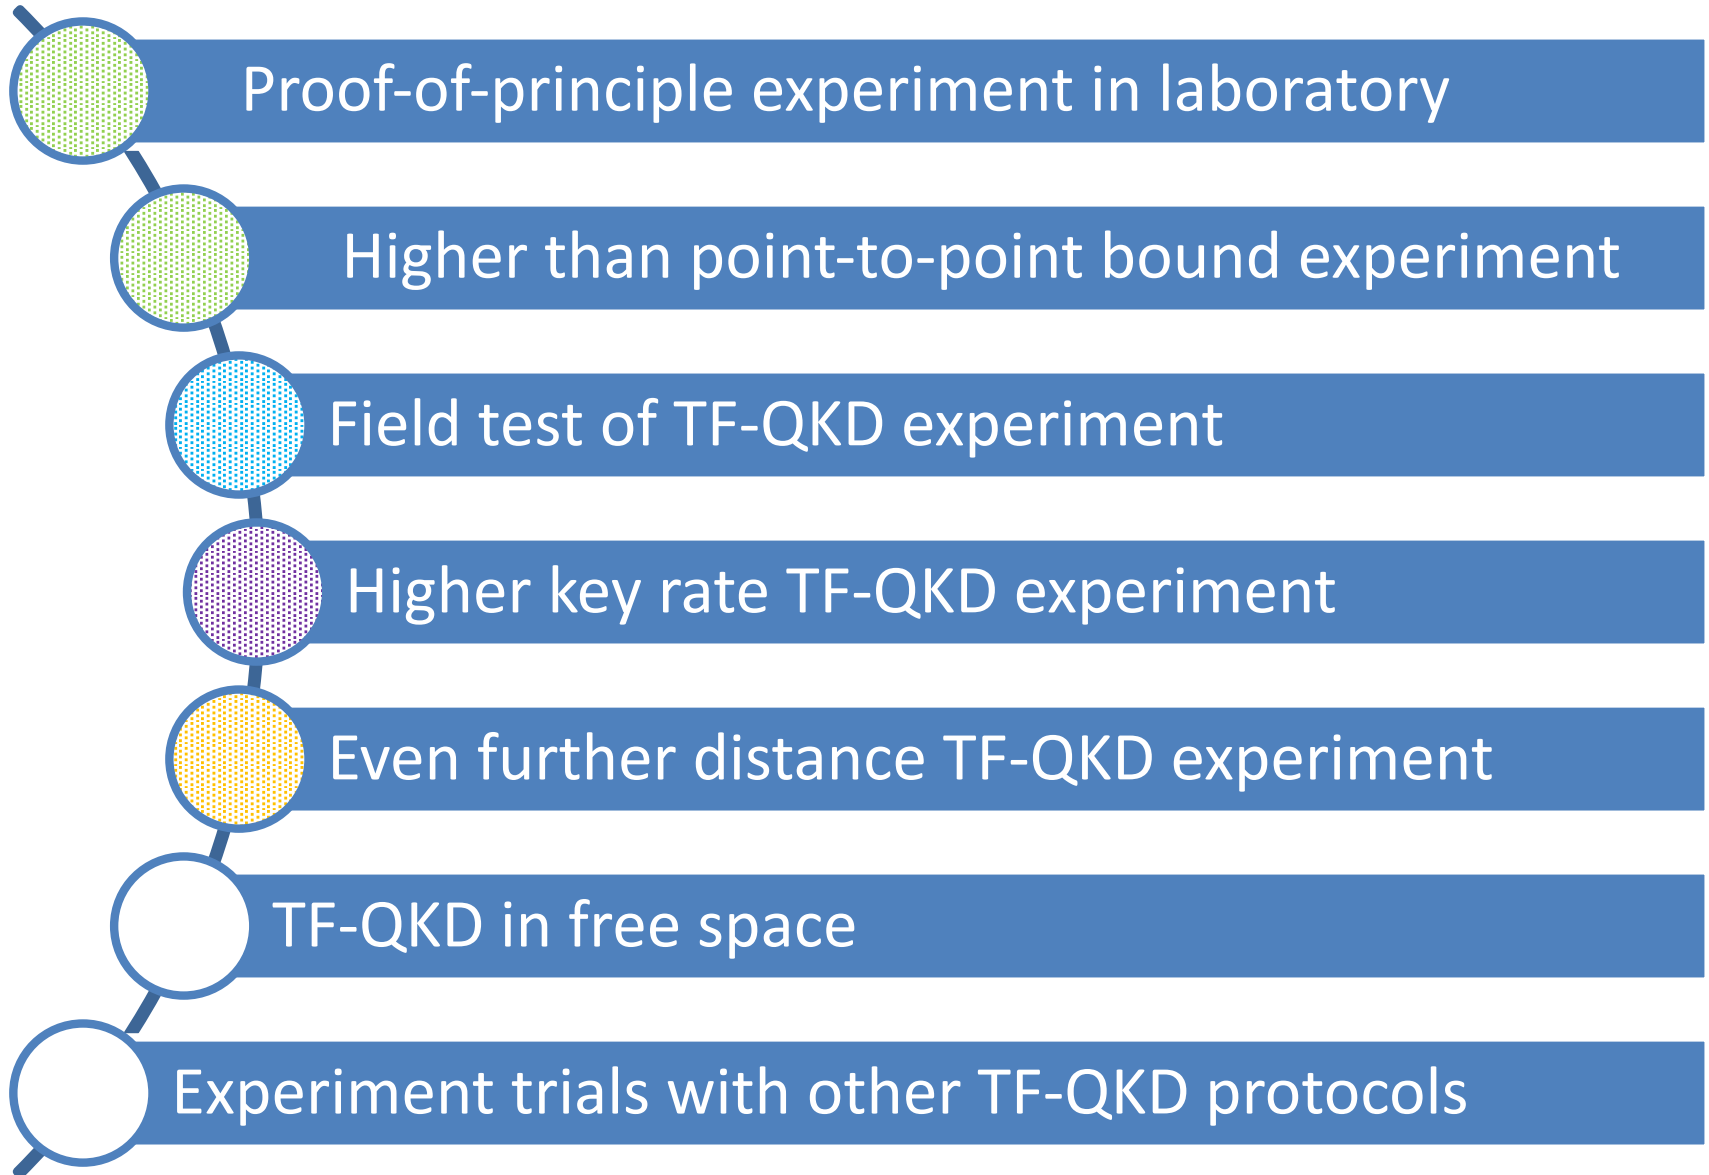 Proof-of-principle experiment in laboratory
Higher than point-to-point bound experiment
Field test of TF-QKD experiment
Higher key rate TF-QKD experiment
Even further distance TF-QKD experiment
TF-QKD in free space
Experiment trials with other TF-QKD protocols